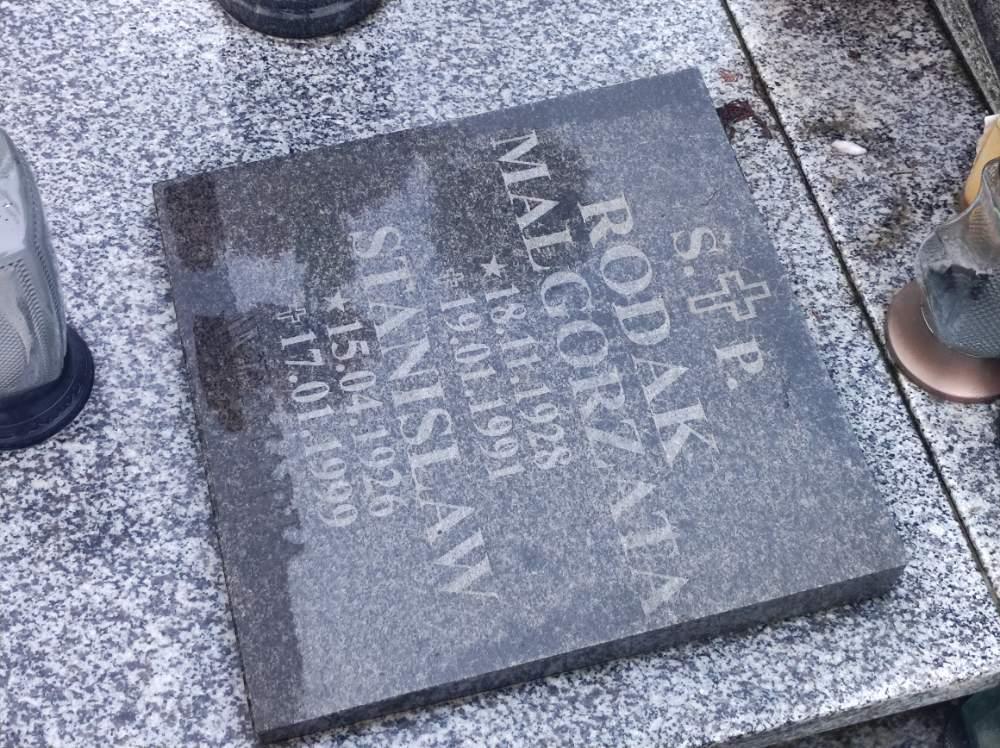 Ś. P.
RODAK
MAŁGORZATA
18.11.1928
19.01.1991
STANISŁAW
15.04.1926
17.01.1999